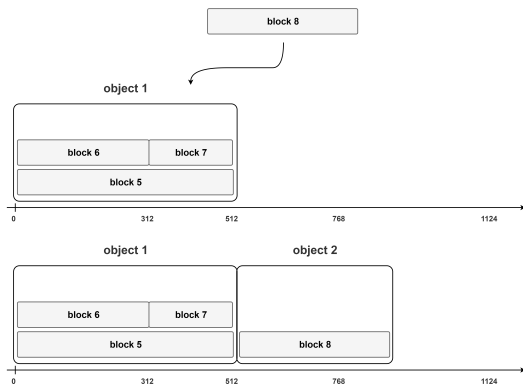 block 8
object 1
block 6 block 7
block 5
0 312 512 768 1124
object 1 object 2
block 6 block 7
block 5 block 8
0 312 512 768 1124